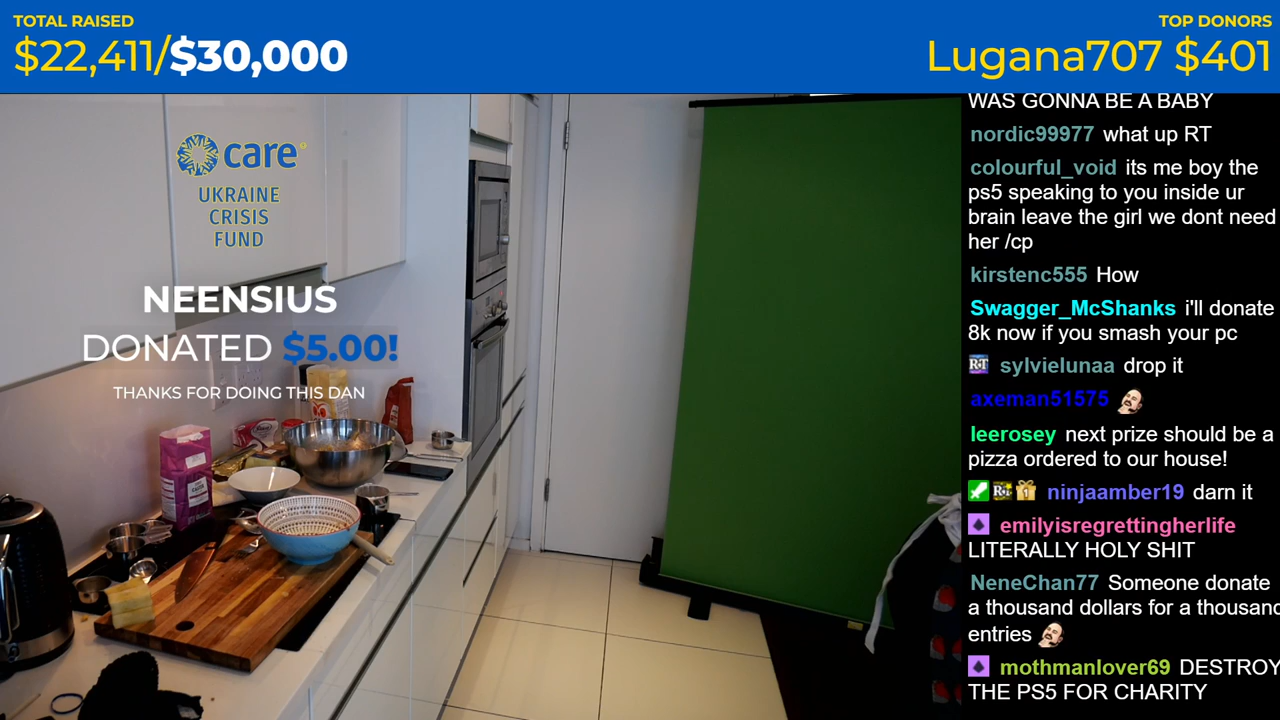 TOTAL RAISED
$22,411/$30,000
TOP DONORS
Lugana707 $401
care
UKRAINE
CRISIS
FUND
NEENSIUS
DONATED $5.00!
THANKS FOR DOING THIS DAN
WAS GONNA BE A BABY
nordic99977 what up RT
colourful_void its me boy the
ps5 speaking to you inside ur
brain leave the girl we dont need
her /cp
kirstenc555 How
Swagger_McShanks i'll donate
8k now if you smash your pc
sylvielunaa drop it
axeman51575
leerosey next prize should be a
pizza ordered to our house!
ninjaamber19 darn it
emilyisregrettingherlife
LITERALLY HOLY SHIT
NeneChan77 Someone donate
a thousand dollars for a thousand
entries
mothmanlover69 DESTROY
THE PS5 FOR CHARITY